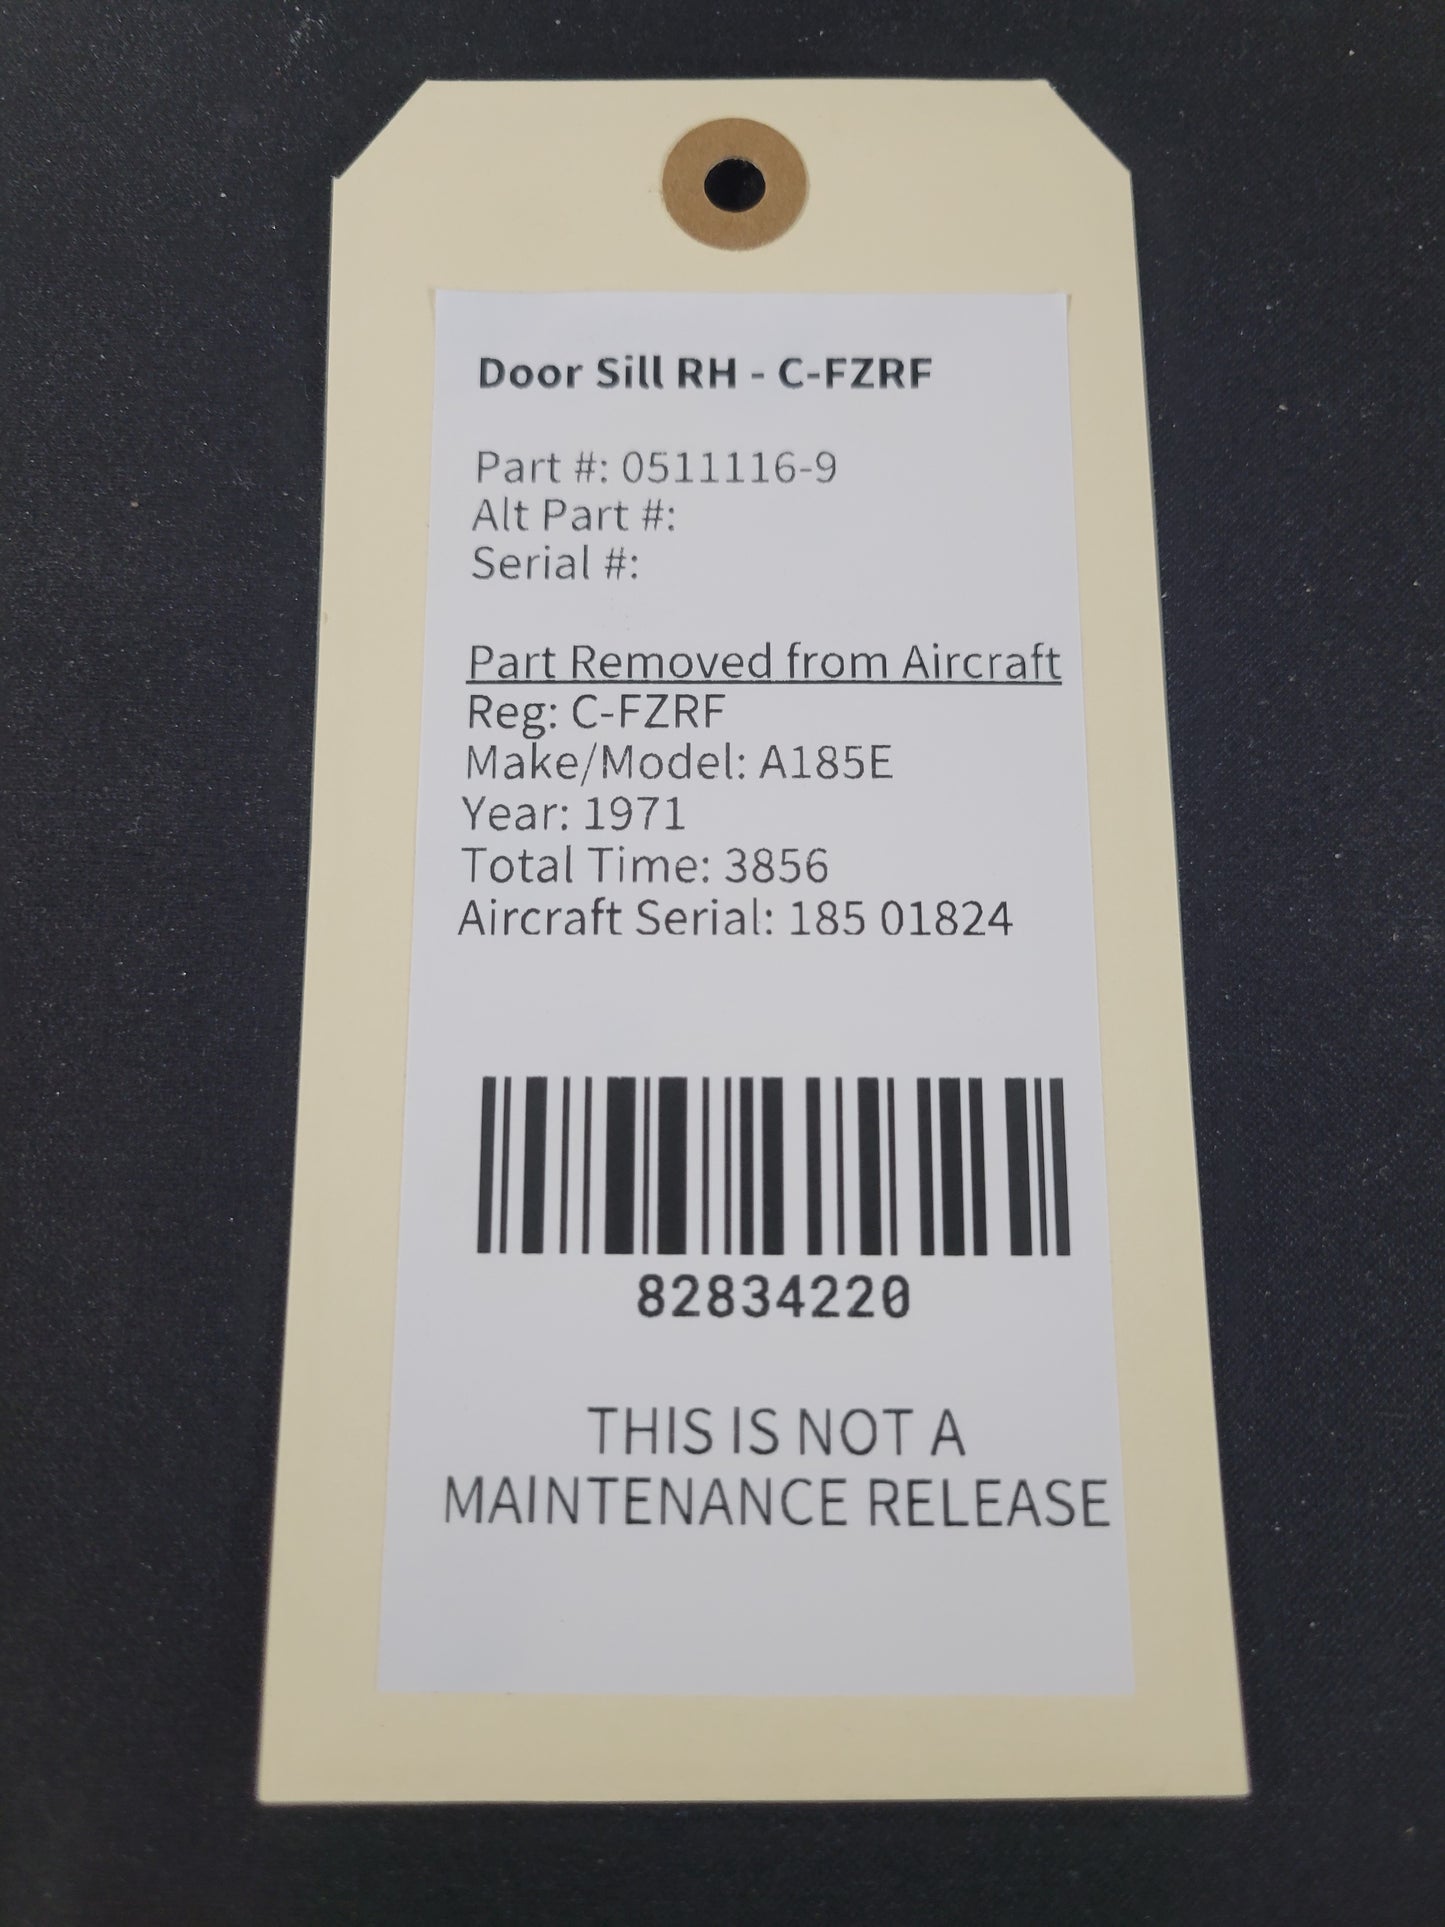 Door Sill RH - C-FZRF
Part #: 0511116-9
Alt Part #:
Serial #:
Part Removed from Aircraft
Reg: C-FZRF
Make/Model: A185E
Year: 1971
Total Time: 3856
Aircraft Serial: 185 01824
82834220
THIS IS NOT A
MAINTENANCE RELEASE